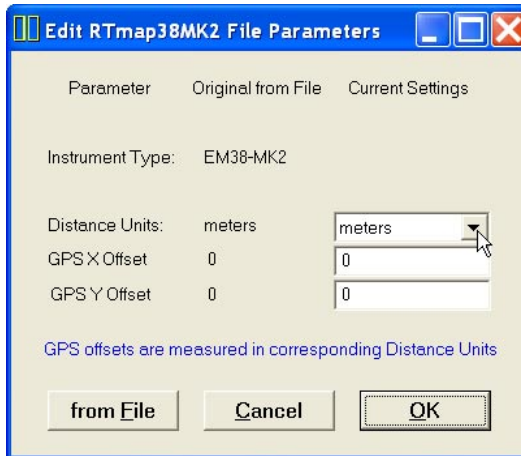 Edit RTmap38MK2 File Parameters
Parameter Original from File Current Settings
Instrument Type: EM38-MK2
Distance Units: meters meters
GPS X Offset 0 0
GPS Y Offset 0 0
GPS offsets are measured in corresponding Distance Units
from File Cancel OK